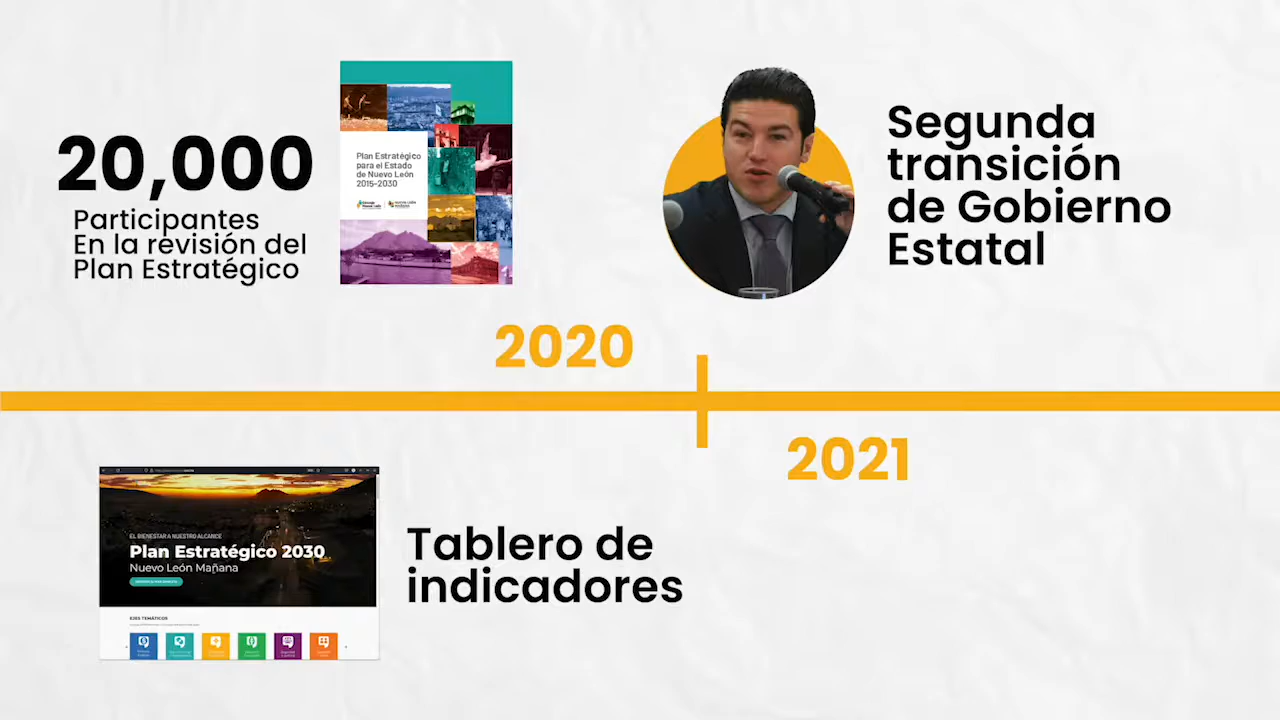 20,000
Participantes
En la revisión del
Plan Estratégico
Plan Estratégico
para el Estado
de Nuevo León
2015-2030
Segunda
transición
de Gobierno
Estatal
2020
2021
EL BIENESTAR A NUESTRO ALCANCE
Plan Estratégico 2030
Nuevo León Mañana
EJES TEMÁTICOS
Tablero de
indicadores